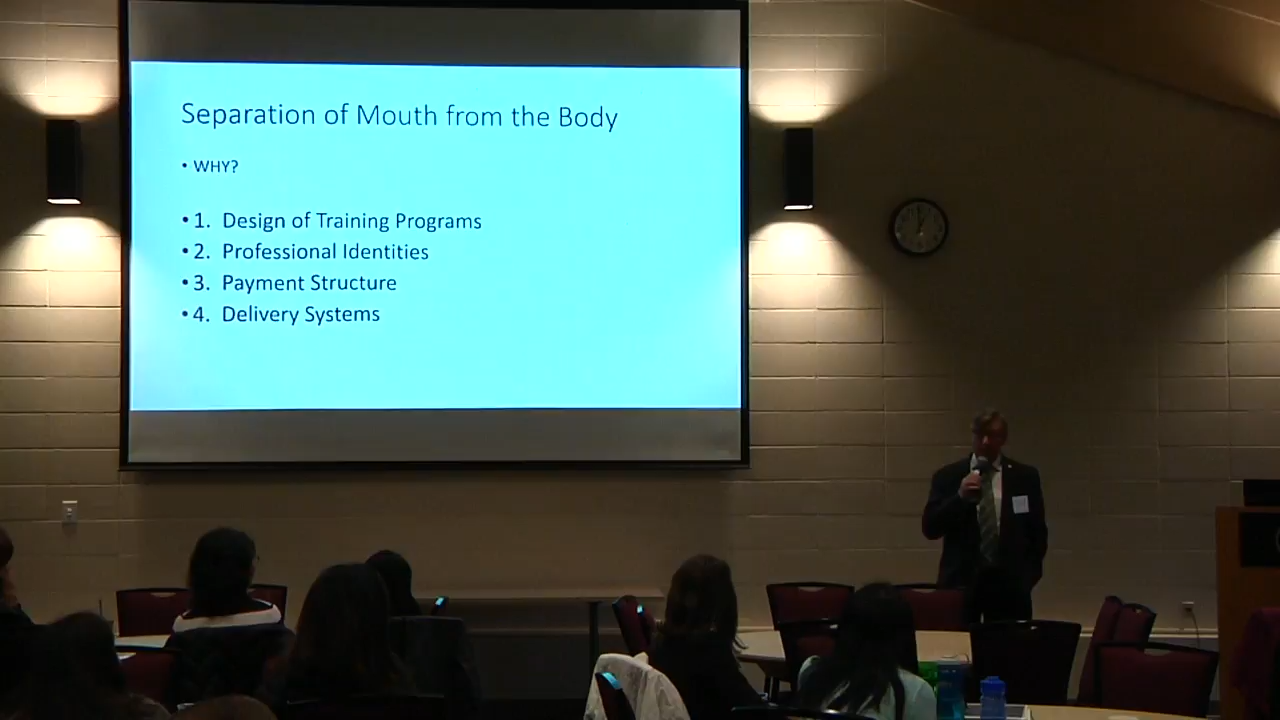 Separation of Mouth from the Body
• WHY?
• 1. Design of Training Programs
• 2. Professional Identities
• 3. Payment Structure
• 4. Delivery Systems